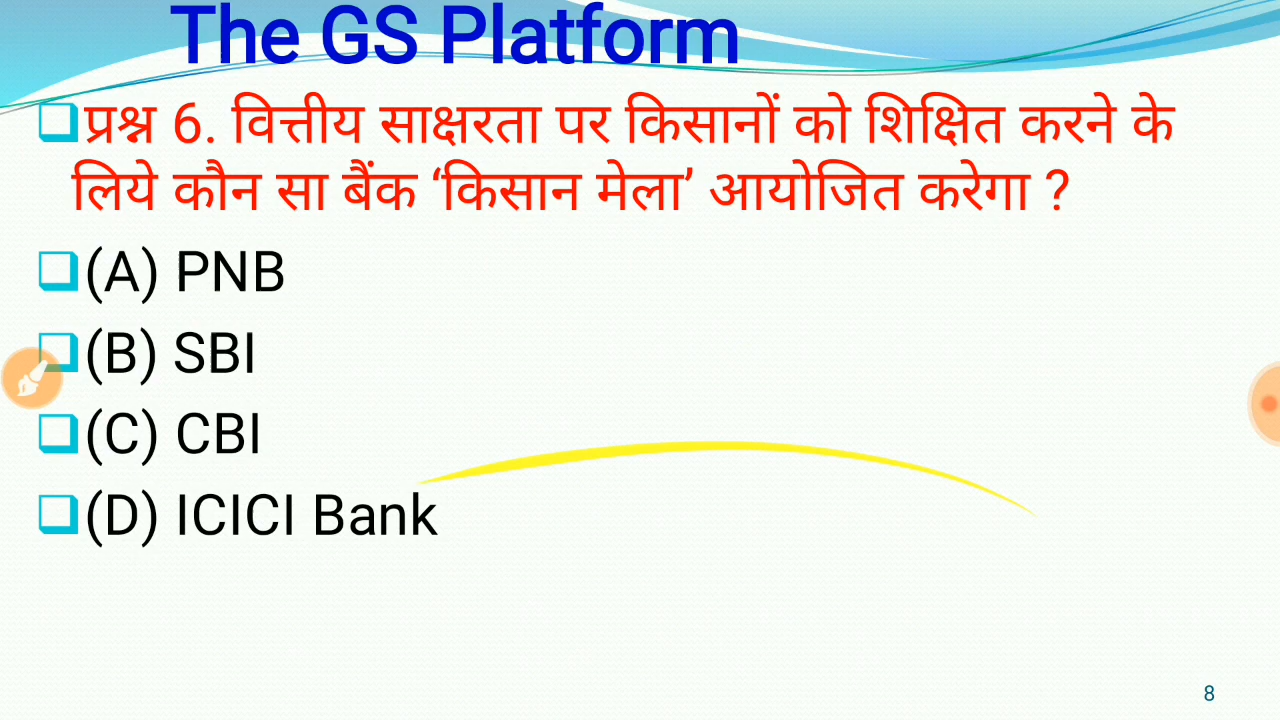 The GS Platform
प्रश्न 6. वित्तीय साक्षरता पर किसानों को शिक्षित करने के
लिये कौन सा बैंक ‘किसान मेला’ आयोजित करेगा ?
(A) PNB
(B) SBI
(C) CBI
(D) ICICI Bank
8